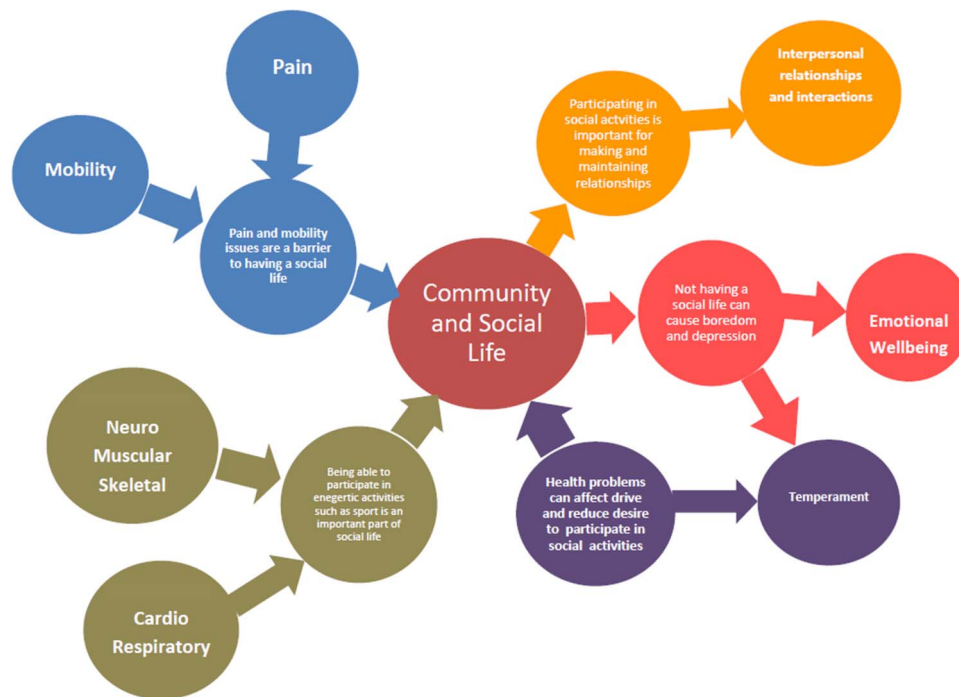 Pain
Mobility
Pain and mobility
issues are a barrier
to having a social
life
Participating in
social actvities is
important for
making and
maintaining
relationships
Interpersonal
relationships
and interactions
Community
and Social
Life
Not having a
social life can
cause boredom
and depression
Emotional
Wellbeing
Neuro
Muscular
Skeletal
Being able to
participate in
enegertic activities
such as sport is an
important part of
social life
Health problems
can affect drive
and reduce desire
to participate in
social activities
Temperament
Cardio
Respiratory